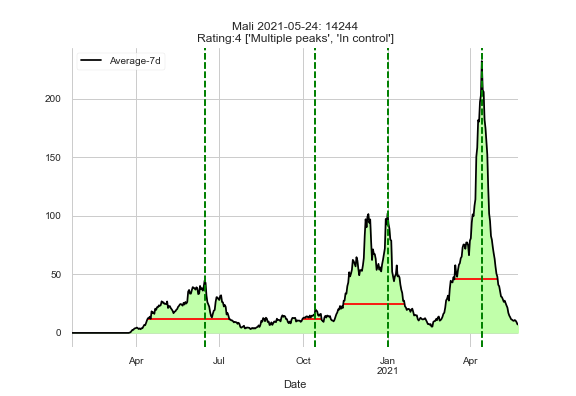 Mali 2021-05-24: 14244
Rating:4 ['Multiple peaks', 'In control']
Average-7d
200
150
100
50
0
Apr Jul Oct Jan Apr
2021
Date